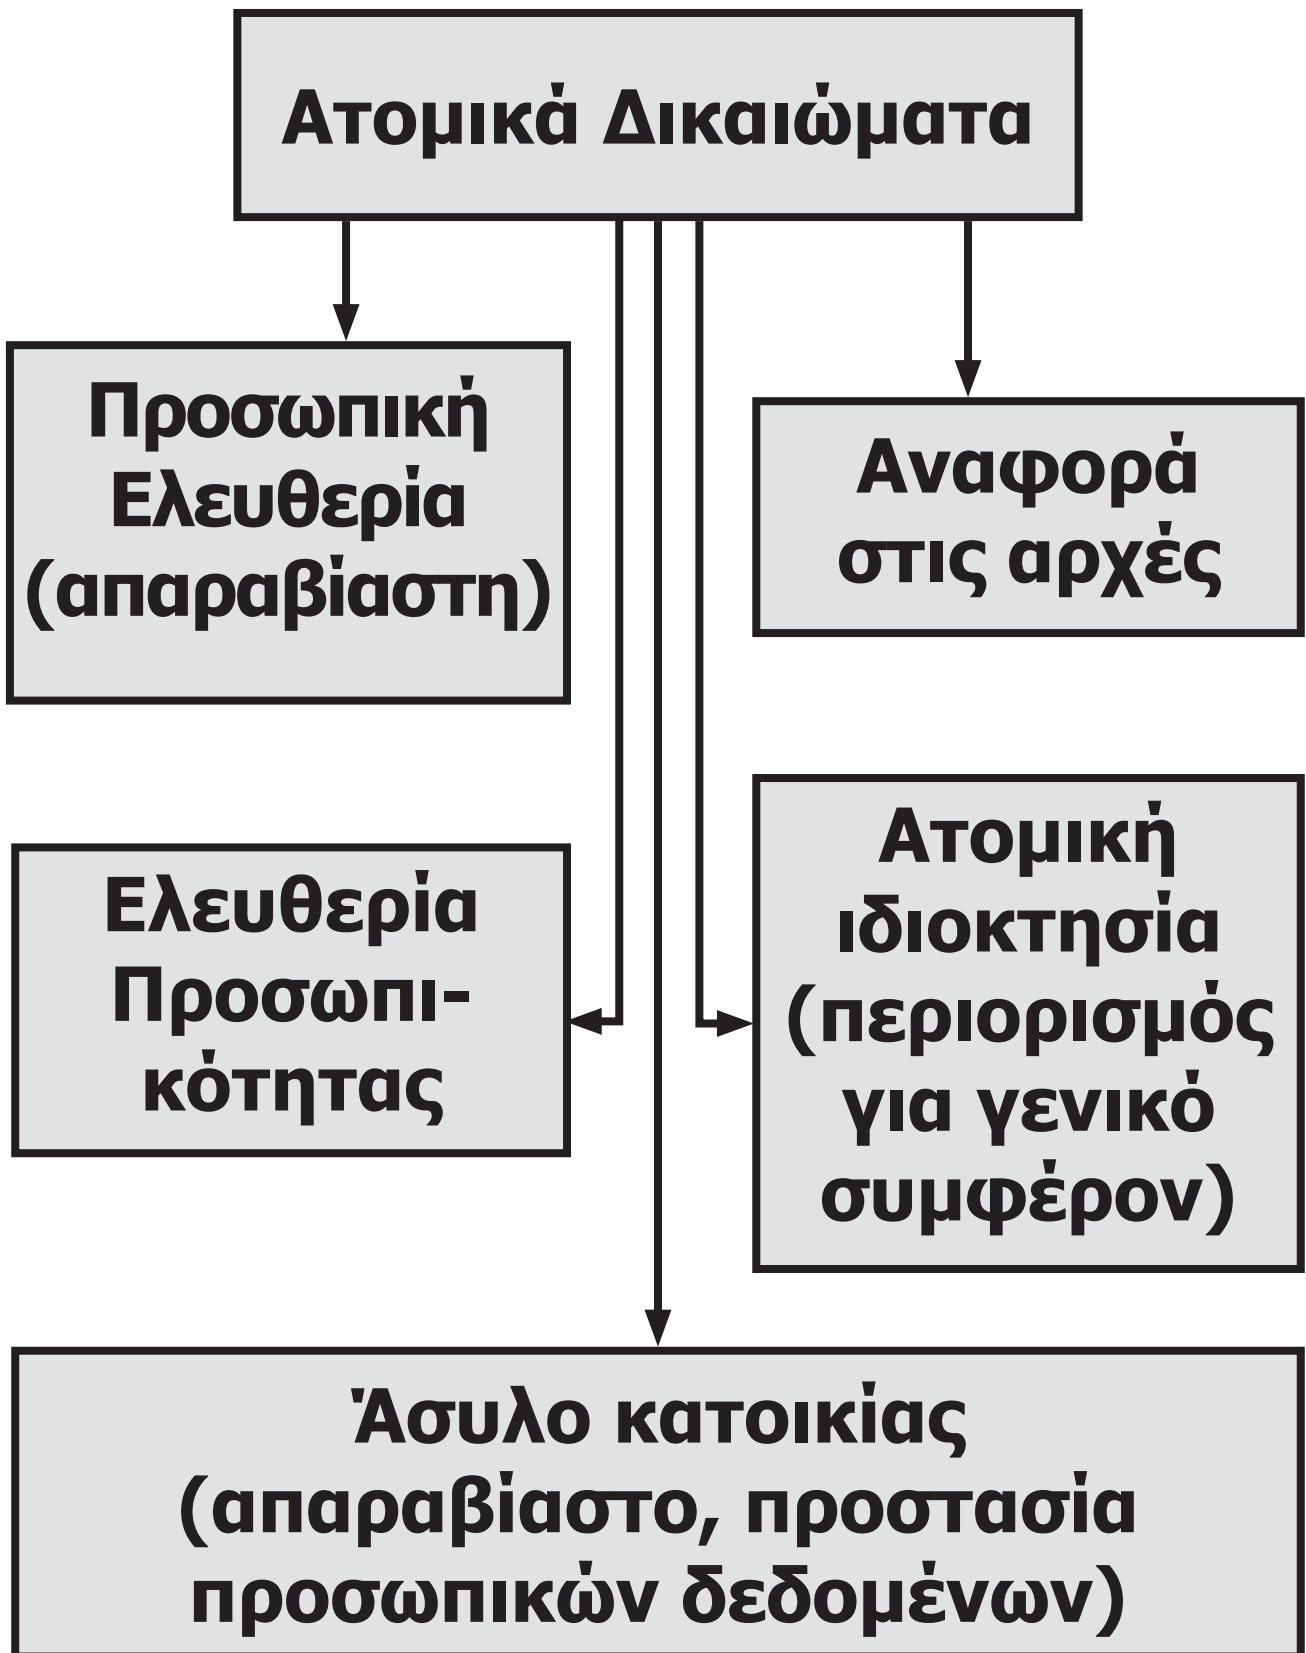 Ατομικά Δικαιώματα
Προσωπική
Ελευθερία
(απαραβίαστη)
Αναφορά
στις αρχές
Ελευθερία
Προσωπι-
κότητας
Ατομική
ιδιοκτησία
(περιορισμός
για γενικό
συμφέρον)
Άσυλο κατοικίας
(απαραβίαστο, προστασία
προσωπικών δεδομένων)